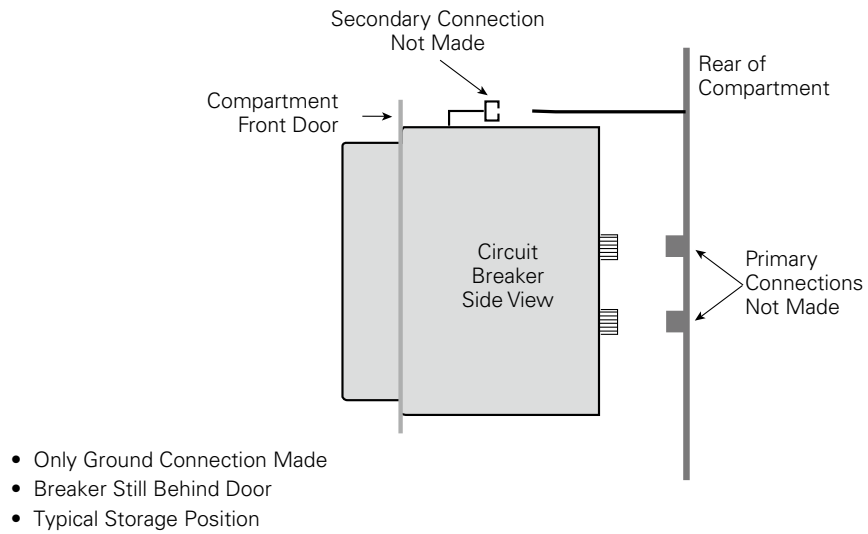 Secondary Connection
Not Made
Rear of
Compartment
Compartment
Front Door
Circuit
Breaker
Side View
Primary
Connections
Not Made
• Only Ground Connection Made
• Breaker Still Behind Door
• Typical Storage Position